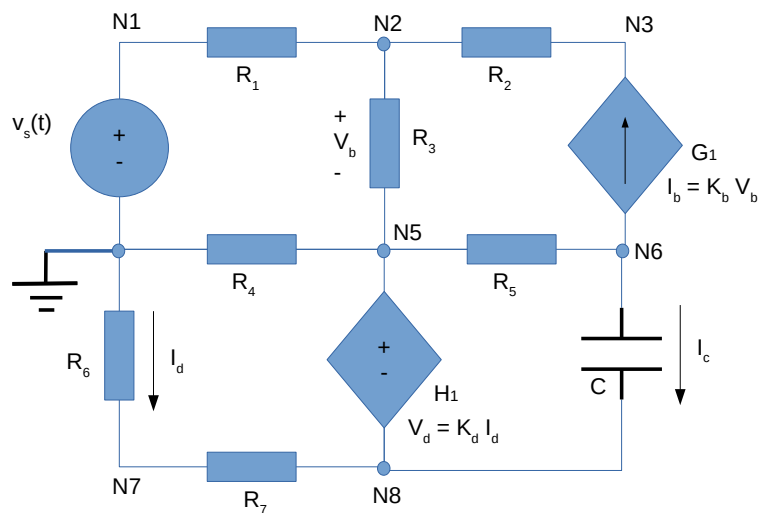 N1
N2
N3
R1
R2
vs(t)
+
-
+
Vb
-
R3
G1
Ib = Kb Vb
N5
N6
R4
R5
R6
Id
+
-
H1
Vd = Kd Id
C
Ic
N7
R7
N8